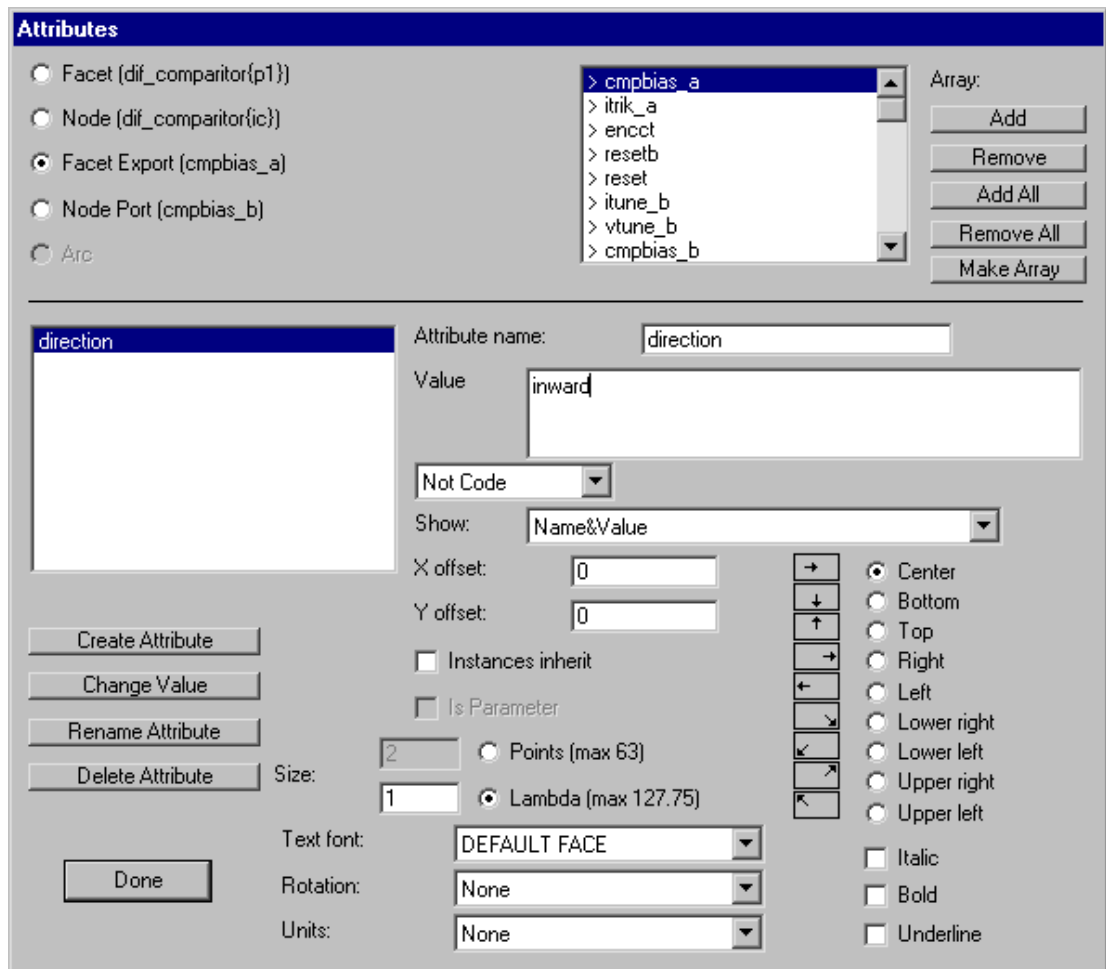 Attributes
Facet (dif_comparitor{p1})
Node (dif_comparitor{ic})
Facet Export (cmpbias_a)
Node Port (cmpbias_b)
Arc
> cmpbias_a
> itrik_a
> encct
> resetb
> reset
> itune_b
> vtune_b
> cmpbias_b
Array:
Add
Remove
Add All
Remove All
Make Array
direction
Attribute name: direction
Value inward
Not Code
Show: Name&Value
X offset: 0
Y offset: 0
Instances inherit
Is Parameter
Create Attribute
Change Value
Rename Attribute
Delete Attribute
Size: 2 Points (max 63)
1 Lambda (max 127.75)
Center
Bottom
Top
Right
Left
Lower right
Lower left
Upper right
Upper left
Text font: DEFAULT FACE
Rotation: None
Units: None
Italic
Bold
Underline
Done